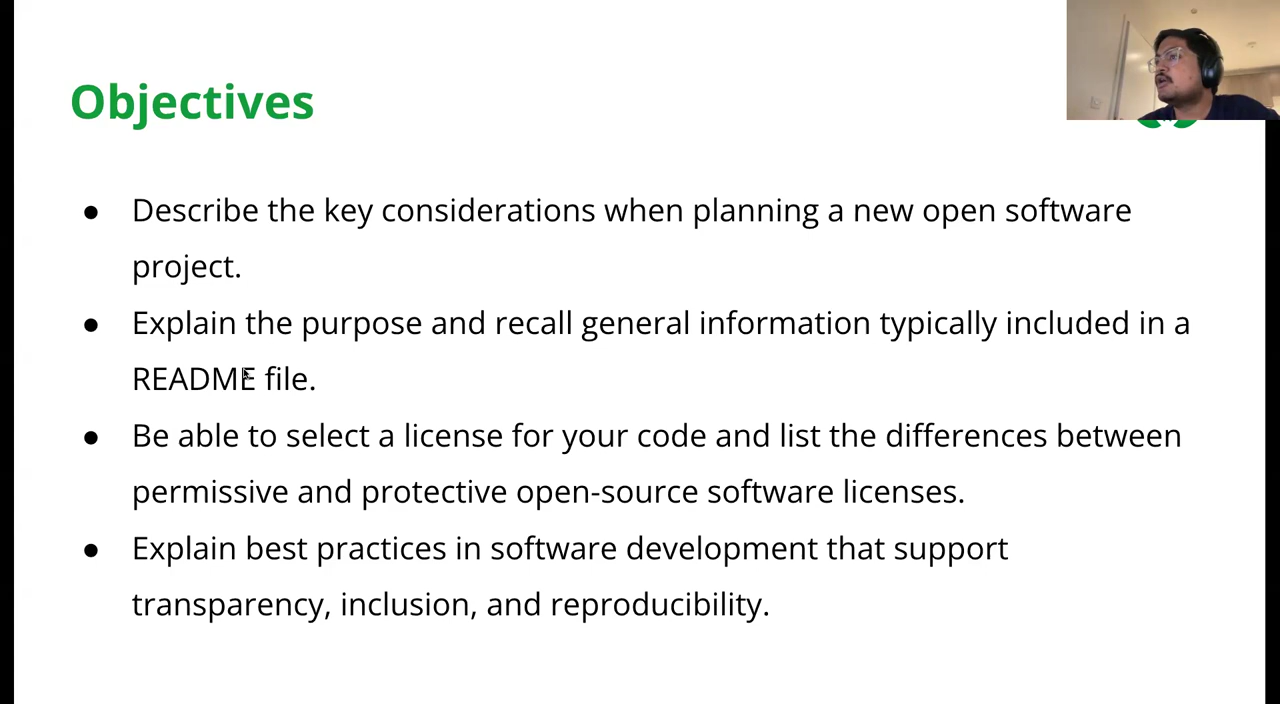 Objectives
● Describe the key considerations when planning a new open software
project.
● Explain the purpose and recall general information typically included in a
README file.
● Be able to select a license for your code and list the differences between
permissive and protective open-source software licenses.
● Explain best practices in software development that support
transparency, inclusion, and reproducibility.